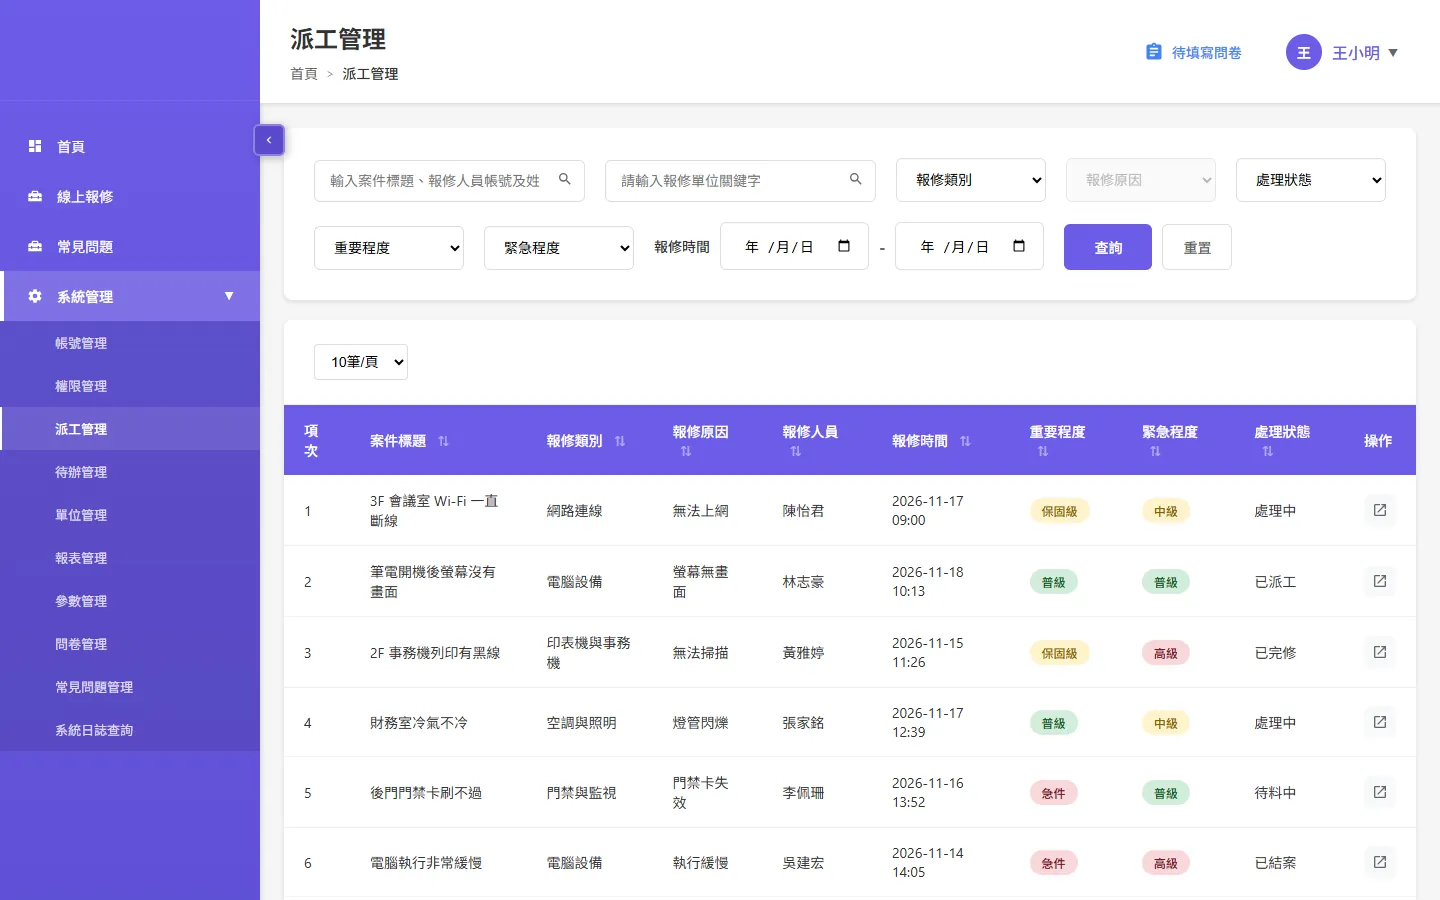 派工管理
首頁 > 派工管理
待填寫問卷
王
王小明 ▼
首頁
線上報修
常見問題
系統管理 ▼
帳號管理
權限管理
派工管理
待辦管理
單位管理
報表管理
參數管理
問卷管理
常見問題管理
系統日誌查詢
輸入案件標題、報修人員帳號及姓
請輸入報修單位關鍵字
報修類別
報修原因
處理狀態
重要程度
緊急程度
報修時間
年 /月/日
-
年 /月/日
查詢
重置
10筆/頁
項次 案件標題 報修類別 報修原因 報修人員 報修時間 重要程度 緊急程度 處理狀態 操作
1 3F 會議室 Wi-Fi 一直斷線 網路連線 無法上網 陳怡君 2026-11-17 09:00 保固級 中級 處理中
2 筆電開機後螢幕沒有畫面 電腦設備 螢幕無畫面 林志豪 2026-11-18 10:13 普級 普級 已派工
3 2F 事務機列印有黑線 印表機與事務機 無法掃描 黃雅婷 2026-11-15 11:26 保固級 高級 已完修
4 財務室冷氣不冷 空調與照明 燈管閃爍 張家銘 2026-11-17 12:39 普級 中級 處理中
5 後門門禁卡刷不過 門禁與監視 門禁卡失效 李佩珊 2026-11-16 13:52 急件 普級 待料中
6 電腦執行非常緩慢 電腦設備 執行緩慢 吳建宏 2026-11-14 14:05 急件 高級 已結案